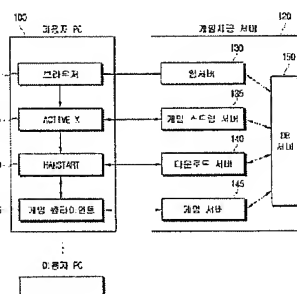 100
이용자 PC
게임제공 서버
120
브라우저
130
웹서버
150
ACTIVE X
135
게임 스트링 서버
DB
서버
HANSTART
140
다운로드 서버
게임 클라이언트
145
게임 서버
이용자 PC